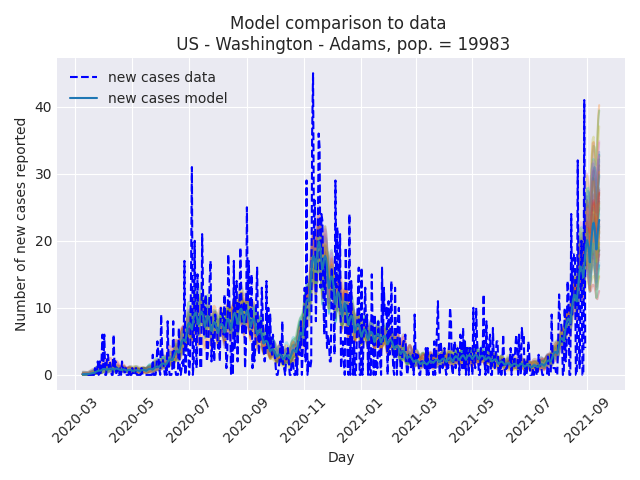 Model comparison to data
US - Washington - Adams, pop. = 19983
new cases data
new cases model
Number of new cases reported
40
30
20
10
0
2020-03
2020-05
2020-07
2020-09
2020-11
2021-01
2021-03
2021-05
2021-07
2021-09
Day